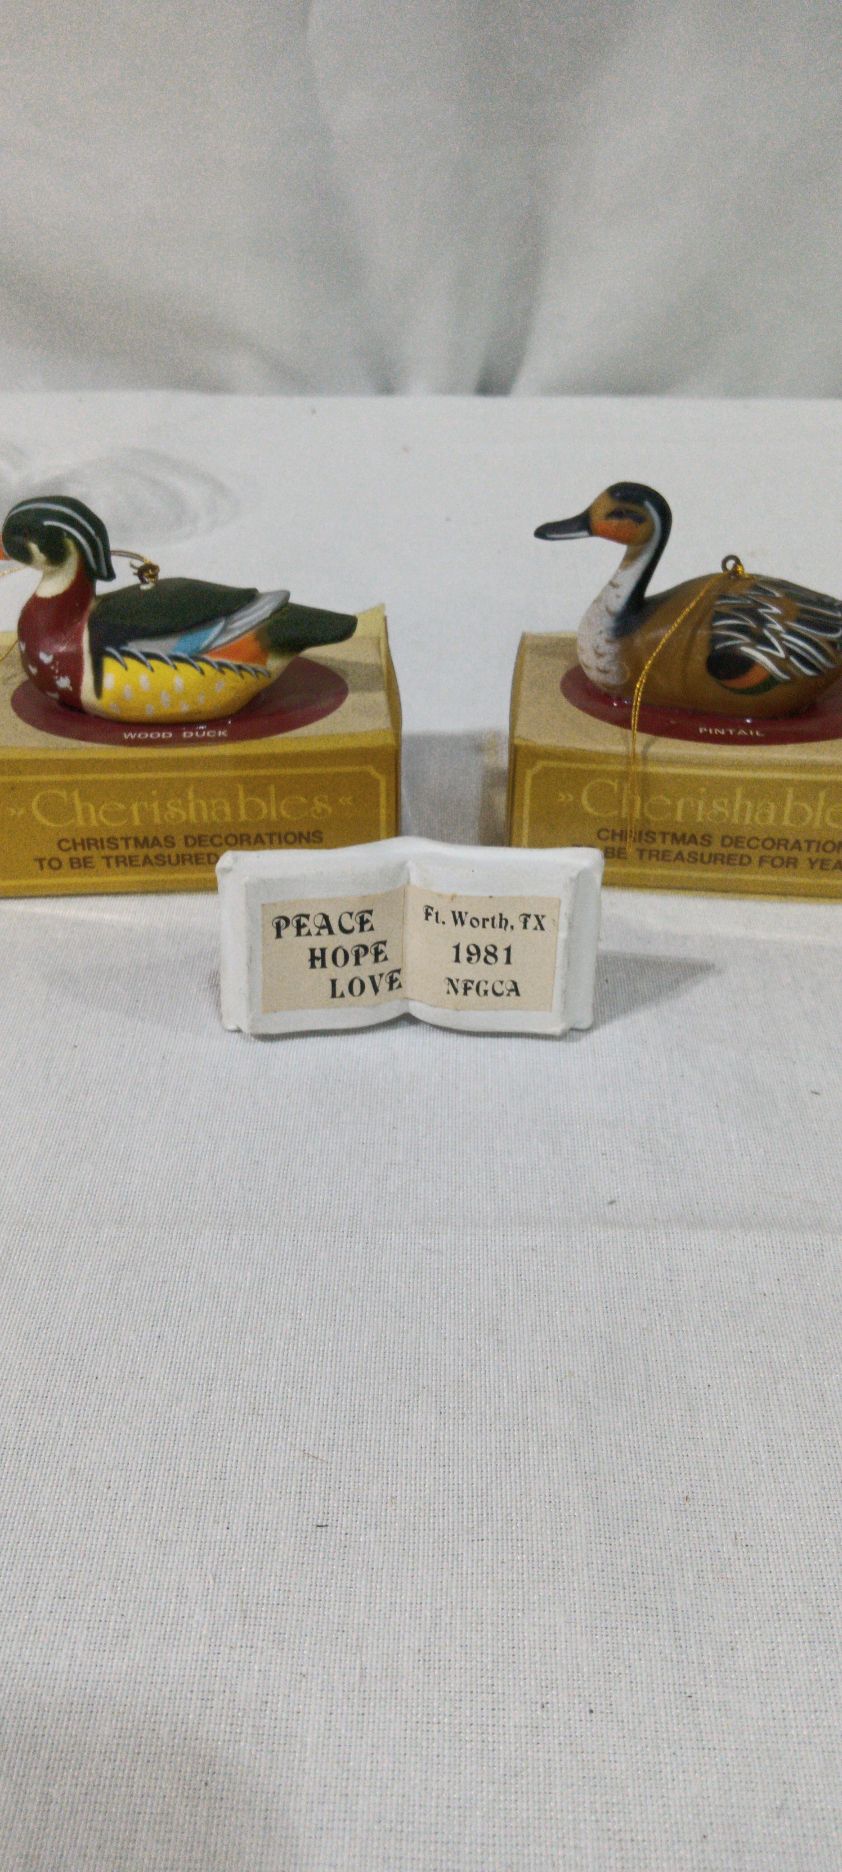 WOOD DUCK
»Cherishables«
CHRISTMAS DECORATIONS
TO BE TREASURED
PINTAIL
»Cherishable
CHRISTMAS DECORATION
BE TREASURED FOR YEA
PEACE
HOPE
LOVE
Ft. Worth, TX
1981
NFGCA